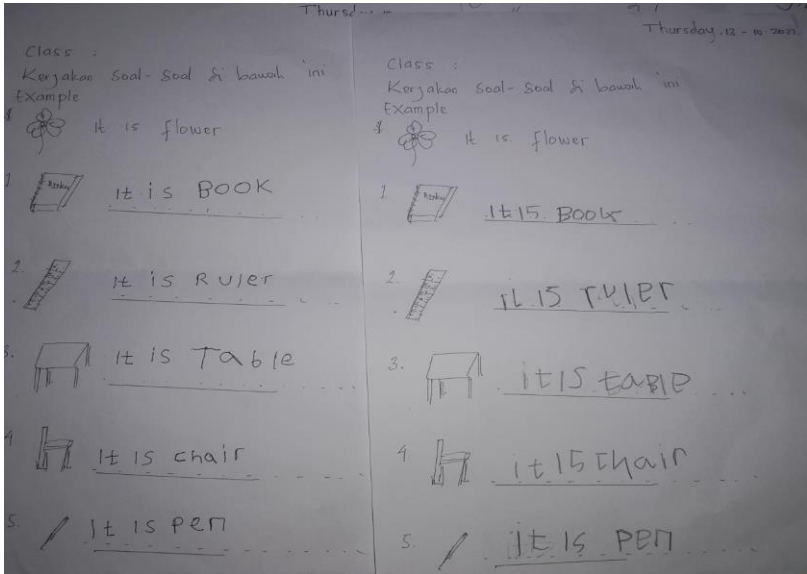 Thursd
Class :
Kerjakan Soal-Soal di bawah ini
Example
It is flower
1 It is BOOK
2. It is Ruler
3. It is Table
4 It is chair
5. It is pen
Thursday.
Class :
Kerjakan Soal-Soal di bawah ini
Example
It is flower
1. It is Book
2. it is ruler
3. it is table
4 it is chair
5. it is pen